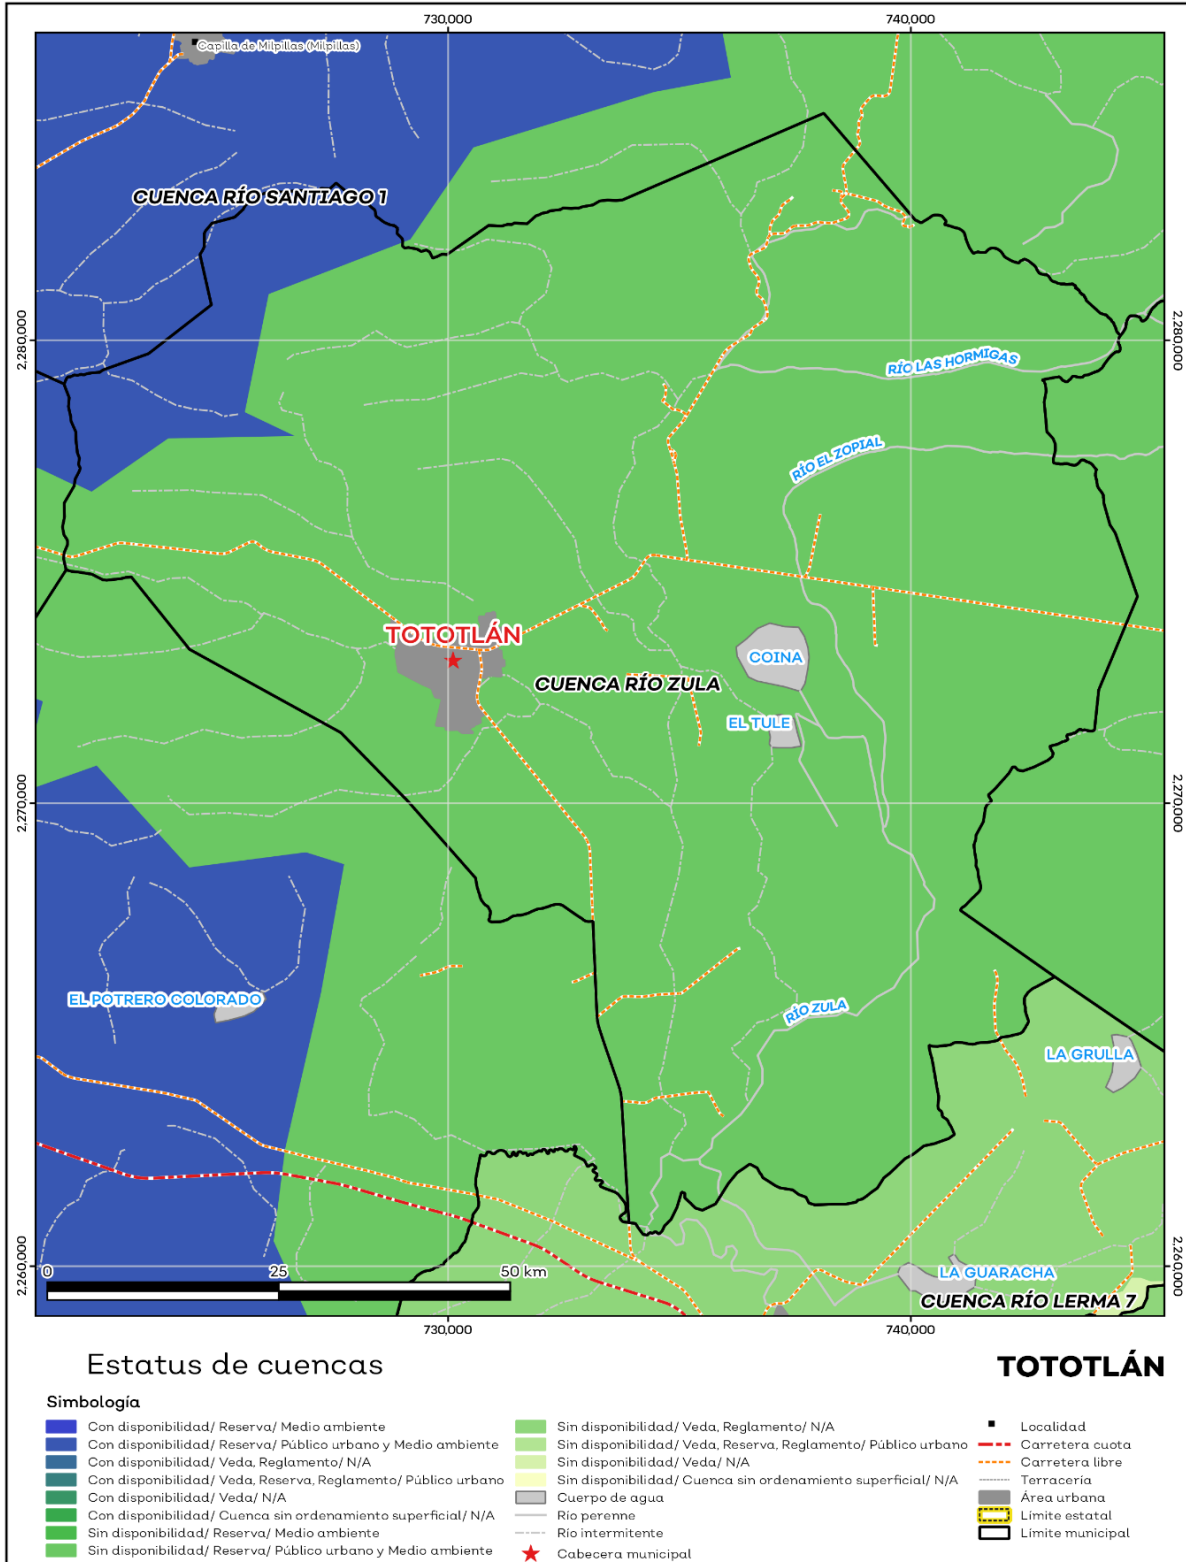 730,000
740,000
Capilla de Milpillas (Milpillas)
CUENCA RÍO SANTIAGO 1
2,280,000
2,280,000
RÍO LAS HORMIGAS
RÍO EL ZOPIAL
TOTOTLÁN
COINA
CUENCA RÍO ZULA
EL TULE
2,270,000
2,270,000
EL POTRERO COLORADO
RÍO ZULA
LA GRULLA
2,260,000
2,260,000
0
25
50 km
LA GUARACHA
CUENCA RÍO LERMA 7
730,000
740,000
Estatus de cuencas
TOTOTLÁN
Simbología
Con disponibilidad/ Reserva/ Medio ambiente
Con disponibilidad/ Reserva/ Público urbano y Medio ambiente
Con disponibilidad/ Veda, Reglamento/ N/A
Con disponibilidad/ Veda, Reserva, Reglamento/ Público urbano
Con disponibilidad/ Veda/ N/A
Con disponibilidad/ Cuenca sin ordenamiento superficial/ N/A
Sin disponibilidad/ Reserva/ Medio ambiente
Sin disponibilidad/ Reserva/ Público urbano y Medio ambiente
Sin disponibilidad/ Veda, Reglamento/ N/A
Sin disponibilidad/ Veda, Reserva, Reglamento/ Público urbano
Sin disponibilidad/ Veda/ N/A
Sin disponibilidad/ Cuenca sin ordenamiento superficial/ N/A
Cuerpo de agua
Río perenne
Río intermitente
Cabecera municipal
Localidad
Carretera cuota
Carretera libre
Terracería
Área urbana
Límite estatal
Límite municipal